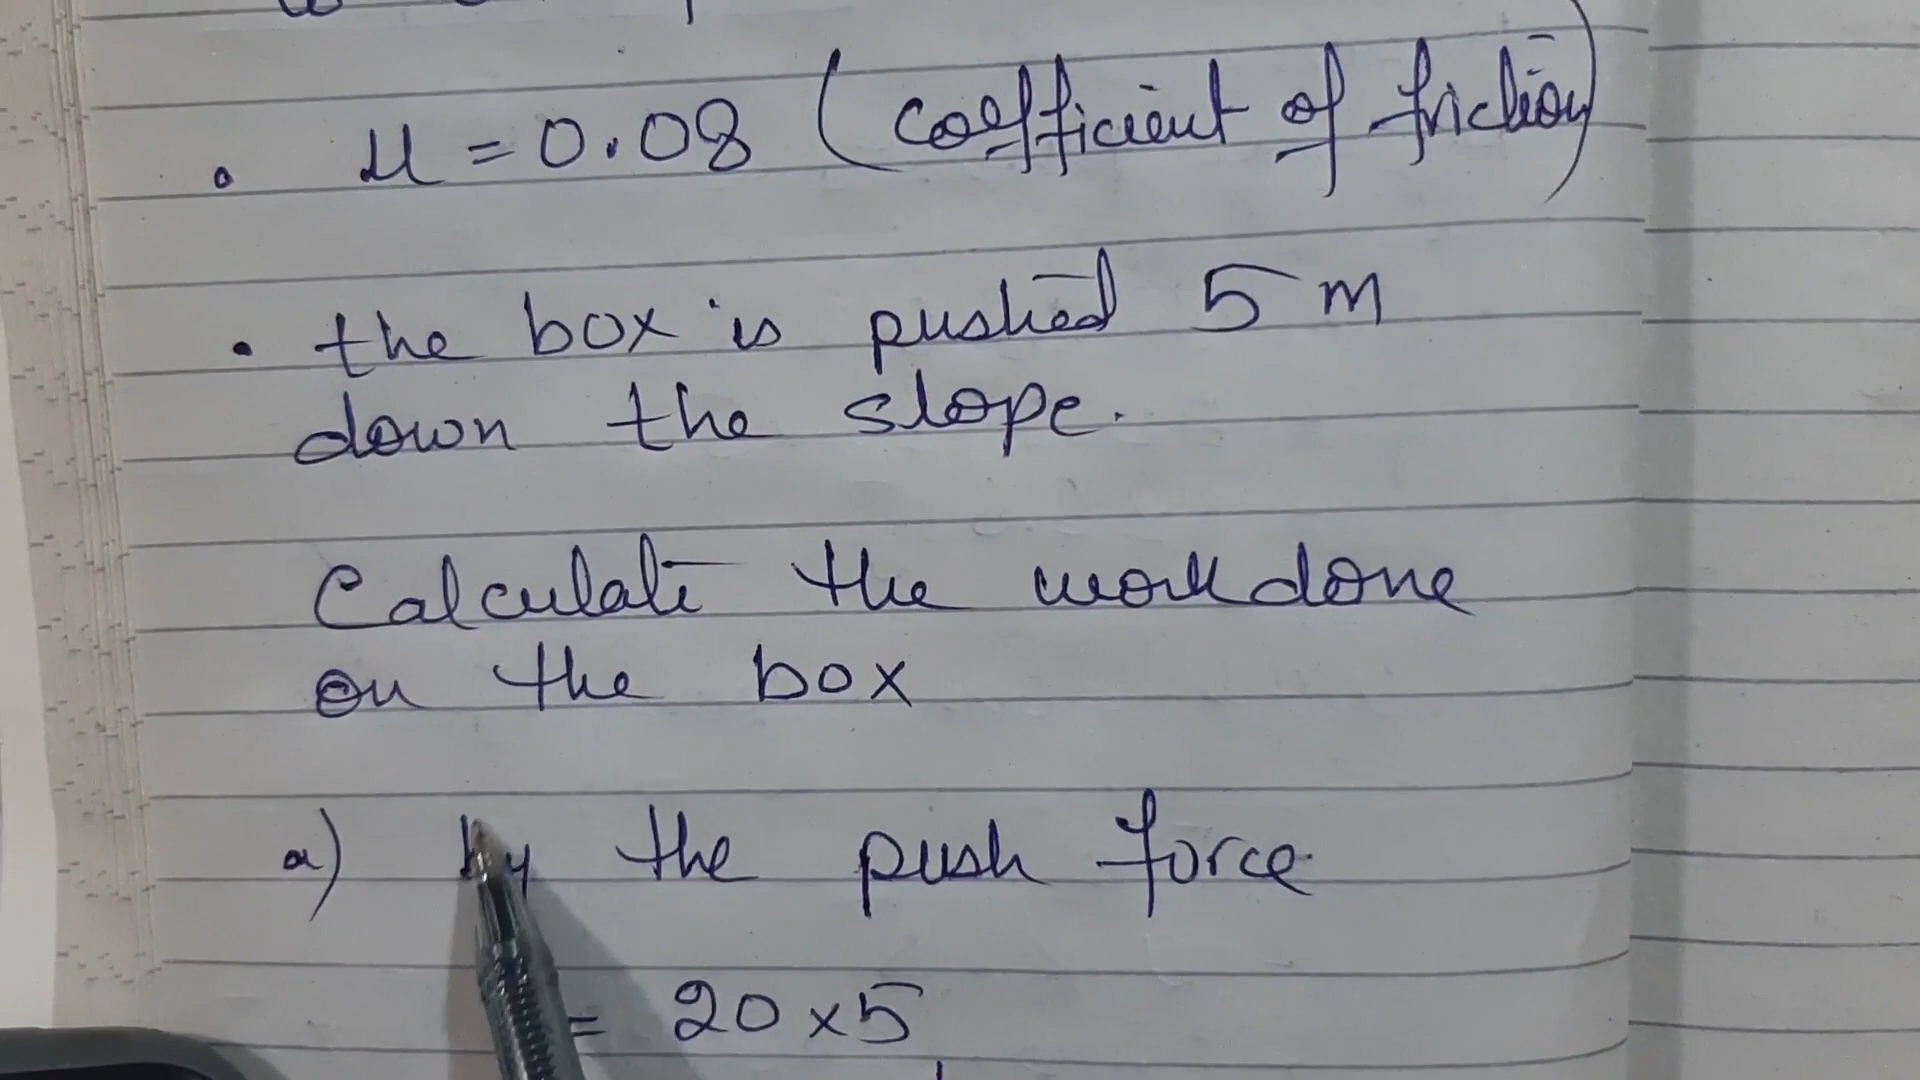 • μ = 0.08 (coefficient of friction)
• the box is pushed 5 m
down the slope.
Calculate the work done
on the box
a) by the push force
= 20 x 5